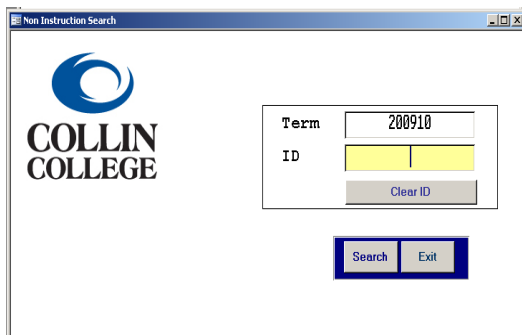 Non Instruction Search
COLLIN
COLLEGE
Term 200910
ID
Clear ID
Search Exit